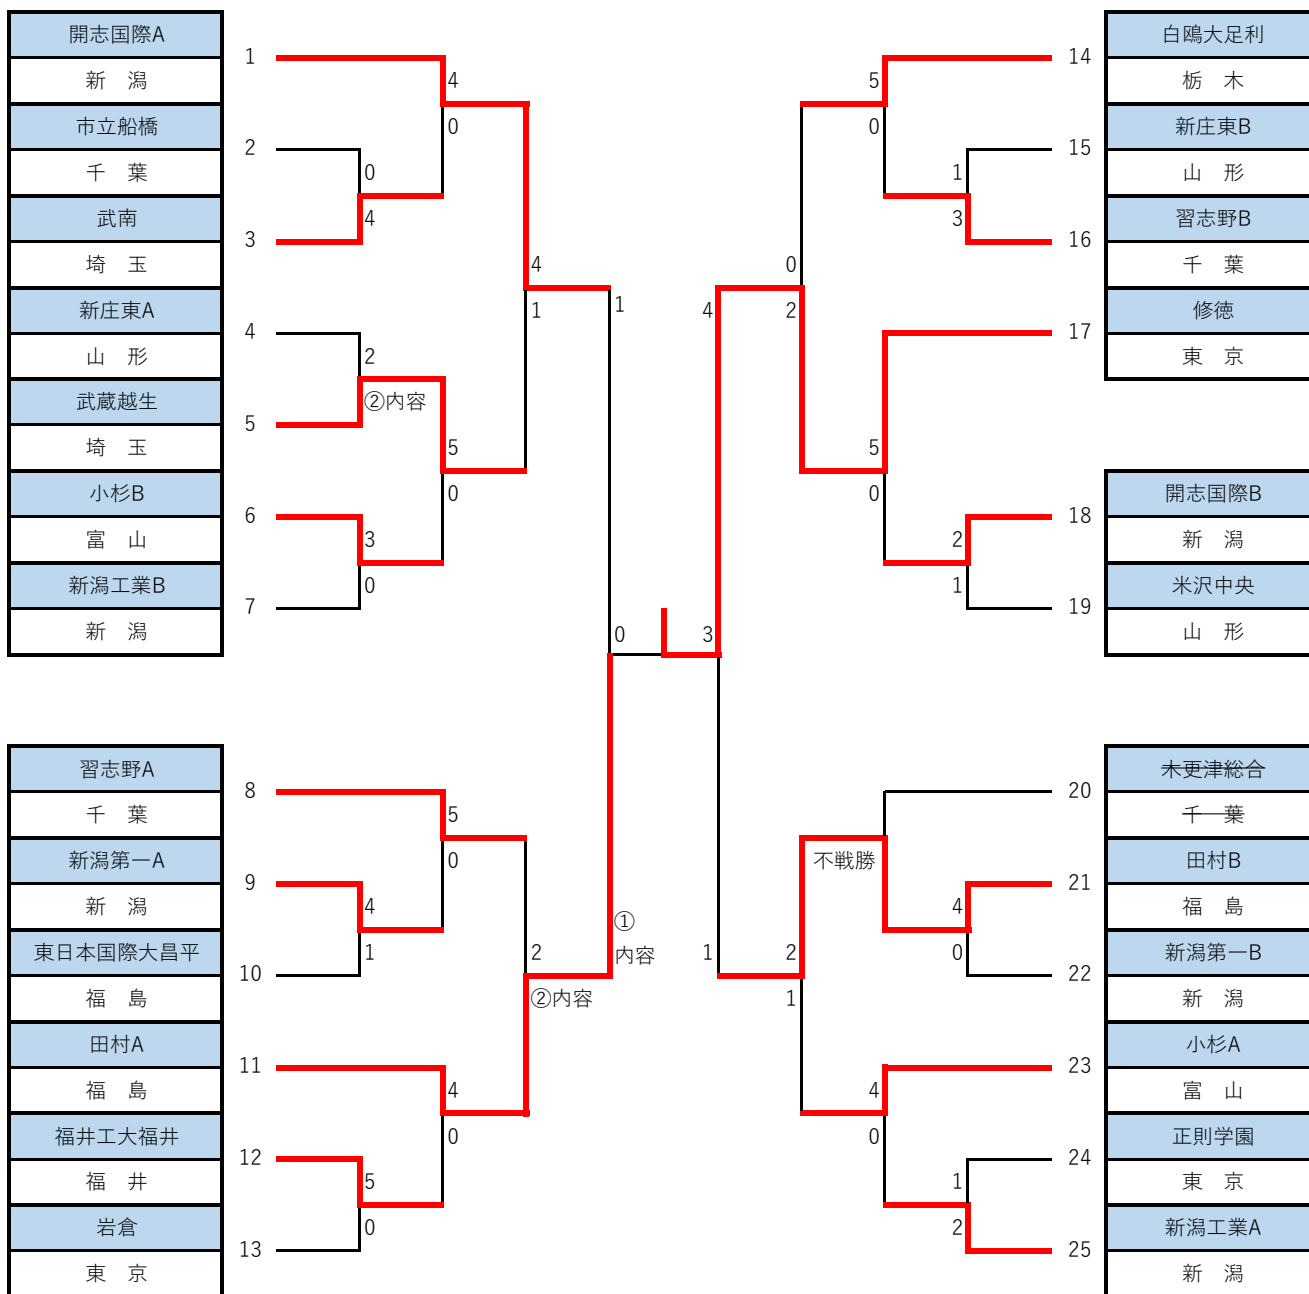 開志国際A
新　潟
市立船橋
千　葉
武南
埼　玉
新庄東A
山　形
武蔵越生
埼　玉
小杉B
富　山
新潟工業B
新　潟
習志野A
千　葉
新潟第一A
新　潟
東日本国際大昌平
福　島
田村A
福　島
福井工大福井
福　井
岩倉
東　京
1
2
3
4
5
6
7
8
9
10
11
12
13
0
4
2
②内容
3
0
4
1
5
0
4
0
5
0
5
0
4
0
4
1
2
②内容
1
①
内容
0
3
4
1
0
2
2
1
5
0
5
0
不戦勝
4
0
1
3
2
1
4
0
1
2
14
15
16
17
18
19
20
21
22
23
24
25
白鴎大足利
栃　木
新庄東B
山　形
習志野B
千　葉
修徳
東　京
開志国際B
新　潟
米沢中央
山　形
木更津総合
千　葉
田村B
福　島
新潟第一B
新　潟
小杉A
富　山
正則学園
東　京
新潟工業A
新　潟